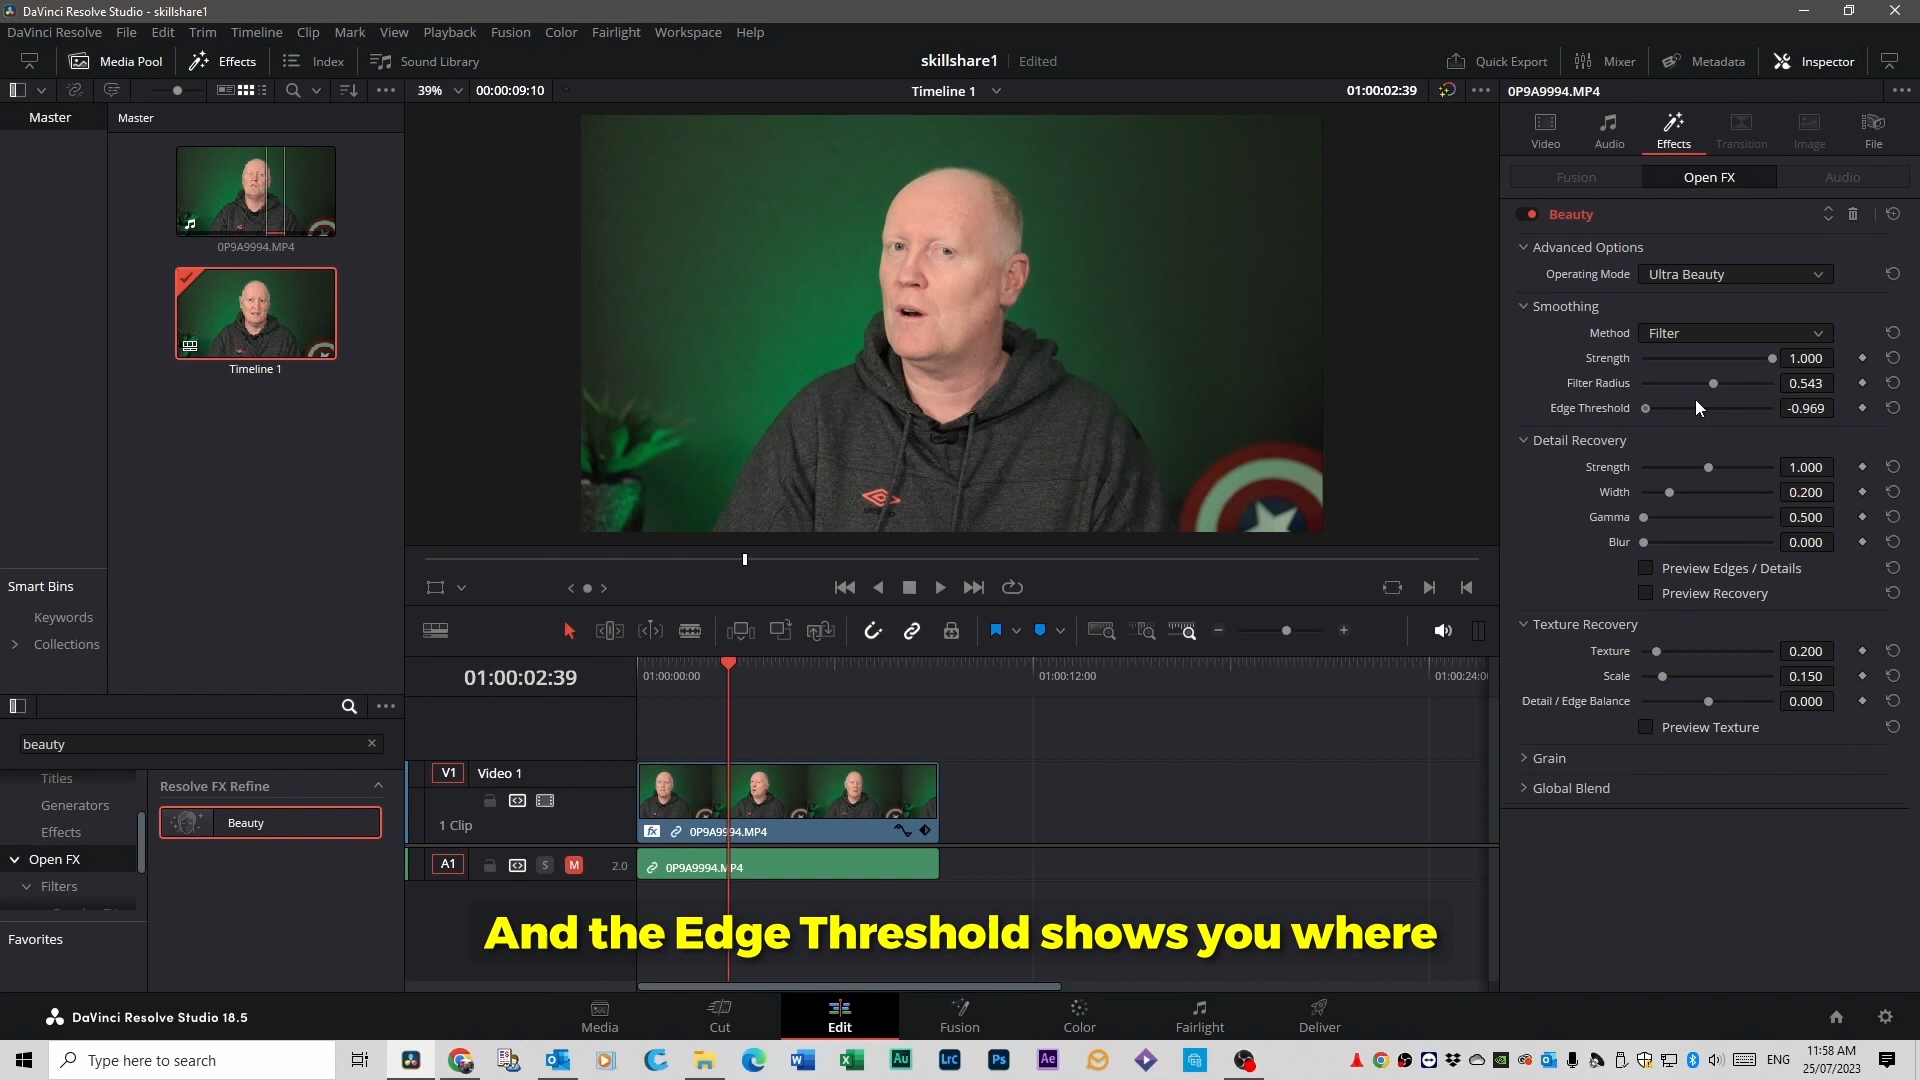 DaVinci Resolve Studio - skillshare1
DaVinci Resolve File Edit Trim Timeline Clip Mark View Playback Fusion Color Fairlight Workspace Help
Media Pool Effects Index Sound Library skillshare1 Edited Quick Export Mixer Metadata Inspector
39% 00:00:09:10 Timeline 1 01:00:02:39 0P9A9994.MP4
Master Master
Video Audio Effects Transition Image File
Fusion Open FX Audio
Beauty
0P9A9994.MP4
Advanced Options
Operating Mode Ultra Beauty
Smoothing
Method Filter
Strength 1.000
Timeline 1
Filter Radius 0.543
Edge Threshold -0.969
Detail Recovery
Strength 1.000
Width 0.200
Gamma 0.500
Blur 0.000
Preview Edges / Details
Preview Recovery
Smart Bins
Keywords
Collections
Texture Recovery
Texture 0.200
Scale 0.150
Detail / Edge Balance 0.000
Preview Texture
Grain
Global Blend
01:00:02:39 01:00:00:00 01:00:12:00 01:00:24:0
beauty
Titles
Generators
Effects
Open FX
Filters
Favorites
Resolve FX Refine
Beauty
V1 Video 1
1 Clip
fx 0P9A9994.MP4
A1 S M 2.0 0P9A9994.MP4
And the Edge Threshold shows you where
DaVinci Resolve Studio 18.5
Media Cut Edit Fusion Color Fairlight Deliver
Type here to search
Au Lrc Ps Ae
ENG
11:58 AM
25/07/2023